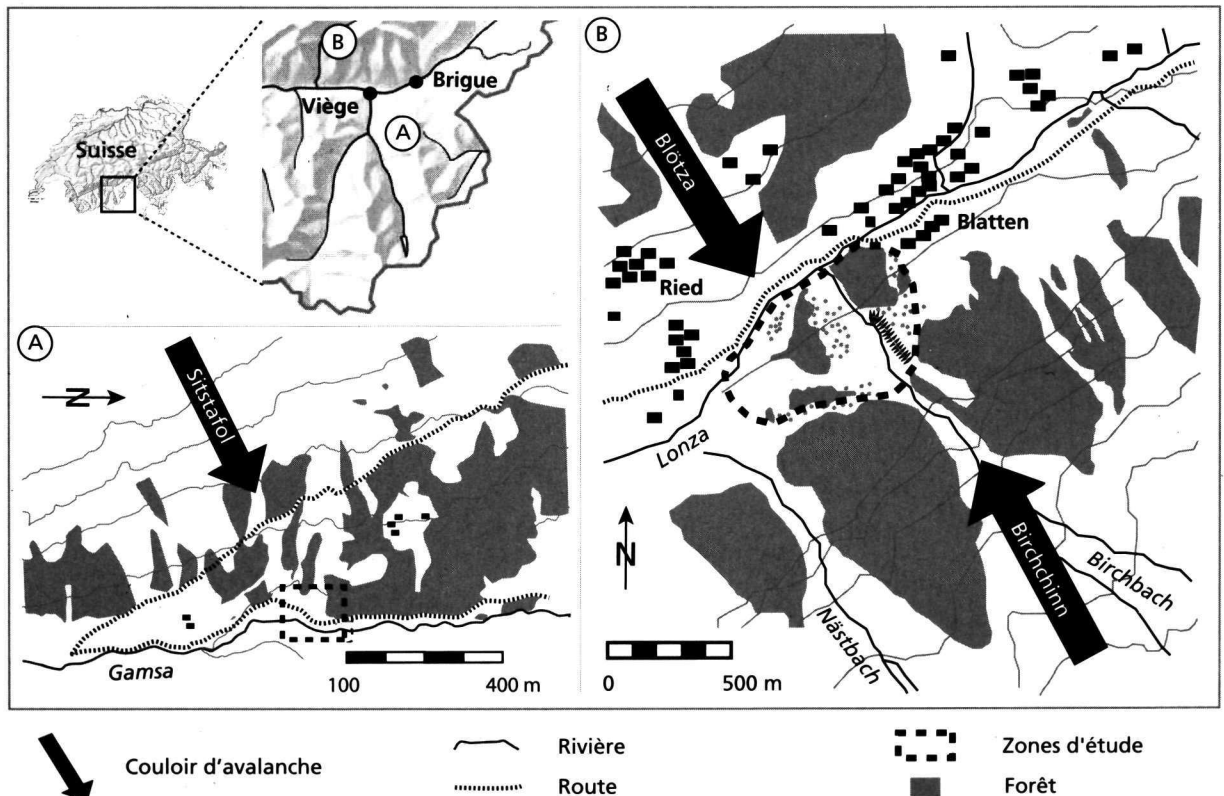 Suisse
B
Brigue
Viège
A
A
N
Sitstafol
Gamsa
100
400 m
B
Blötza
Blatten
Ried
Lonza
N
Birchchinn
Birchbach
Nästbach
0
500 m
Couloir d'avalanche
Rivière
Route
Zones d'étude
Forêt